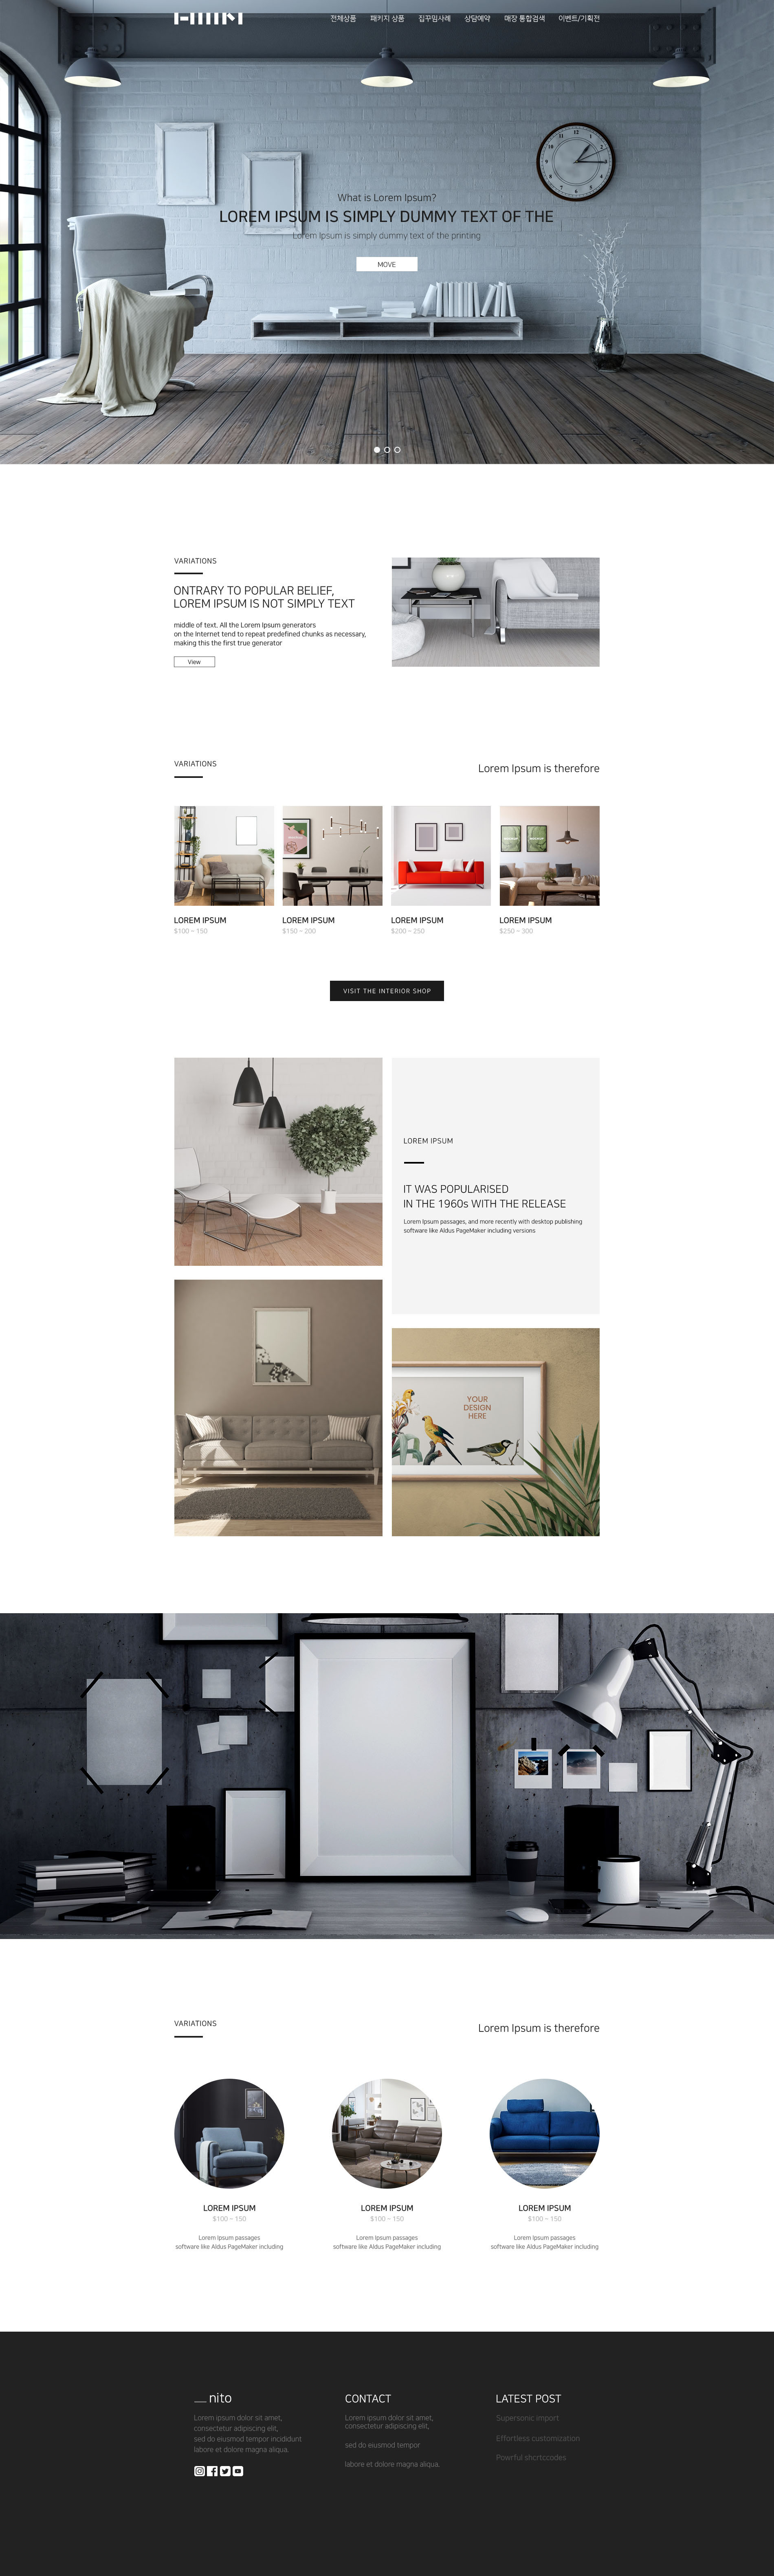 전체상품 패키지 상품 집꾸밈사례 상담예약 매장 통합검색 이벤트/기획전
What is Lorem Ipsum?
LOREM IPSUM IS SIMPLY DUMMY TEXT OF THE
Lorem Ipsum is simply dummy text of the printing
MOVE
VARIATIONS
ONTRARY TO POPULAR BELIEF,
LOREM IPSUM IS NOT SIMPLY TEXT
middle of text. All the Lorem Ipsum generators
on the Internet tend to repeat predefined chunks as necessary,
making this the first true generator
View
VARIATIONS
Lorem Ipsum is therefore
LOREM IPSUM
$100 ~ 150
LOREM IPSUM
$150 ~ 200
LOREM IPSUM
$200 ~ 250
LOREM IPSUM
$250 ~ 300
VISIT THE INTERIOR SHOP
LOREM IPSUM
IT WAS POPULARISED
IN THE 1960s WITH THE RELEASE
Lorem Ipsum passages, and more recently with desktop publishing
software like Aldus PageMaker including versions
YOUR
DESIGN
HERE
VARIATIONS
Lorem Ipsum is therefore
LOREM IPSUM
$100 ~ 150
Lorem Ipsum passages
software like Aldus PageMaker including
LOREM IPSUM
$100 ~ 150
Lorem Ipsum passages
software like Aldus PageMaker including
LOREM IPSUM
$100 ~ 150
Lorem Ipsum passages
software like Aldus PageMaker including
__ nito
Lorem ipsum dolor sit amet,
consectetur adipiscing elit,
sed do eiusmod tempor incididunt
labore et dolore magna aliqua.
CONTACT
Lorem ipsum dolor sit amet,
consectetur adipiscing elit,
sed do eiusmod tempor
labore et dolore magna aliqua.
LATEST POST
Supersonic import
Effortless customization
Powrful shcrtccodes